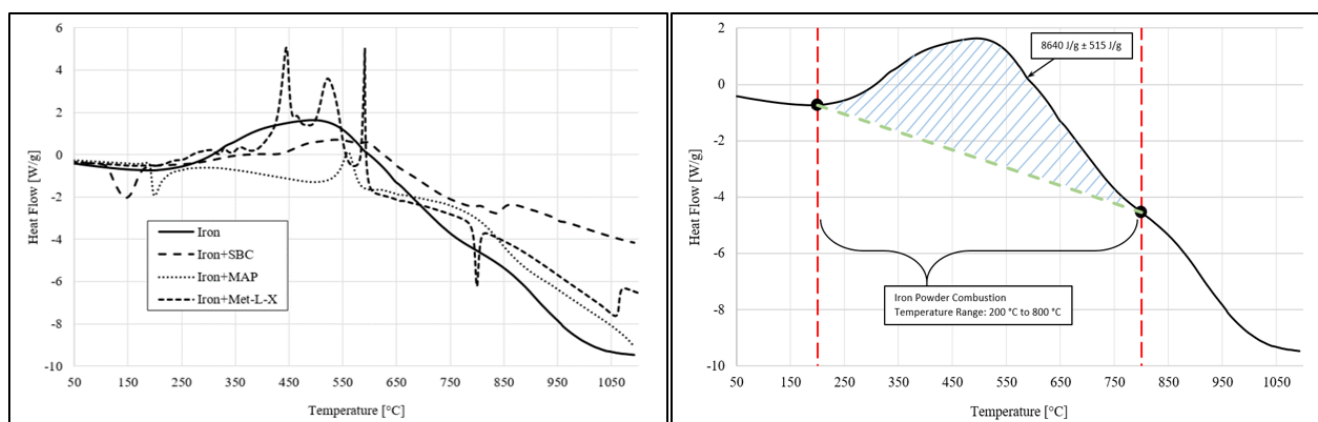 6
4
2
0
-2
-4
-6
-8
-10
Heat Flow [W/g]
Iron
Iron+SBC
Iron+MAP
Iron+Met-L-X
50 150 250 350 450 550 650 750 850 950 1050
Temperature [°C]
2
0
-2
-4
-6
-8
-10
Heat Flow [W/g]
8640 J/g ± 515 J/g
Iron Powder Combustion
Temperature Range: 200 °C to 800 °C
50 150 250 350 450 550 650 750 850 950 1050
Temperature [°C]